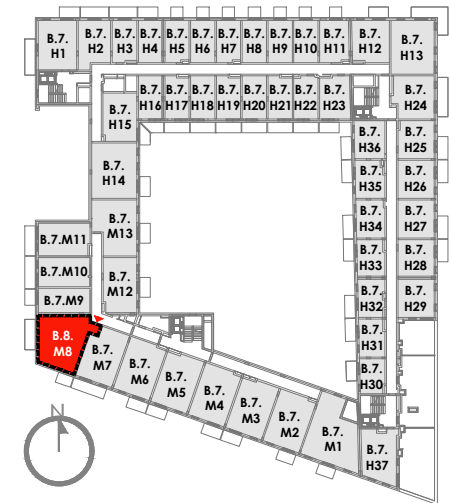 B.7.
H1
B.7.
H2
B.7.
H3
B.7.
H4
B.7.
H5
B.7.
H6
B.7.
H7
B.7.
H8
B.7.
H9
B.7.
H10
B.7.
H11
B.7.
H12
B.7.
H13
B.7.
H15
B.7.
H16
B.7.
H17
B.7.
H18
B.7.
H19
B.7.
H20
B.7.
H21
B.7.
H22
B.7.
H23
B.7.
H24
B.7.
H36
B.7.
H25
B.7.
H14
B.7.
H35
B.7.
H26
B.7.
M13
B.7.
H34
B.7.
H27
B.7.M11
B.7.
H33
B.7.
H28
B.7.M10
B.7.
M12
B.7.
H32
B.7.
H29
B.7.M9
B.8.
M8
B.7.
H31
B.7.
M7
B.7.
M6
B.7.
M5
B.7.
M4
B.7.
M3
B.7.
M2
B.7.
M1
B.7.
H30
B.7.
H37
N